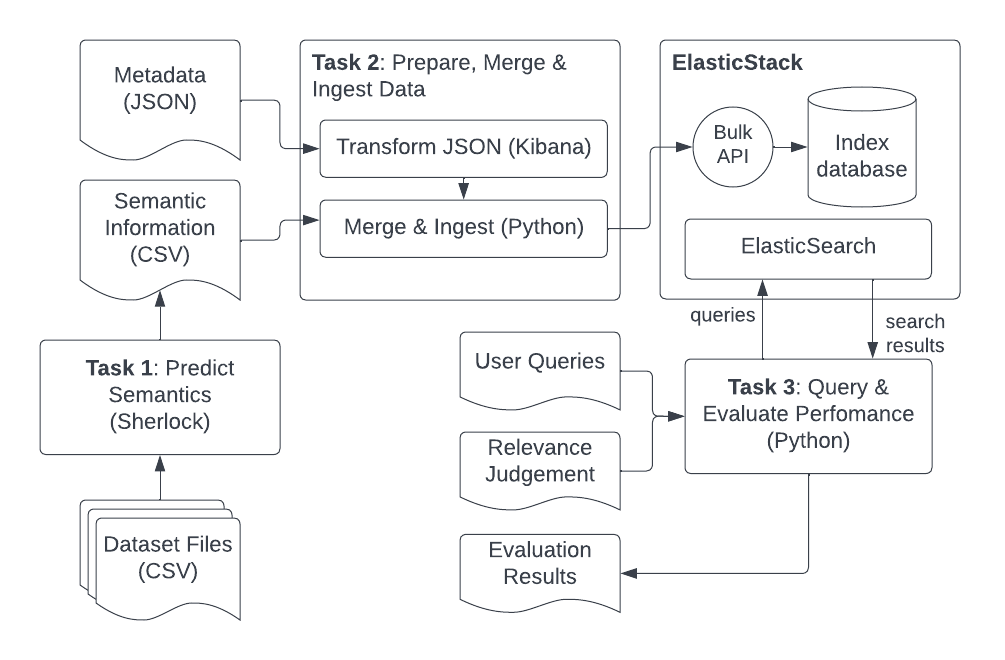 Metadata
(JSON)
Task 2: Prepare, Merge &
Ingest Data
Transform JSON (Kibana)
Merge & Ingest (Python)
ElasticStack
Bulk
API
Index
database
ElasticSearch
Semantic
Information
(CSV)
queries
search
results
Task 1: Predict
Semantics
(Sherlock)
User Queries
Relevance
Judgement
Task 3: Query &
Evaluate Perfomance
(Python)
Dataset Files
(CSV)
Evaluation
Results